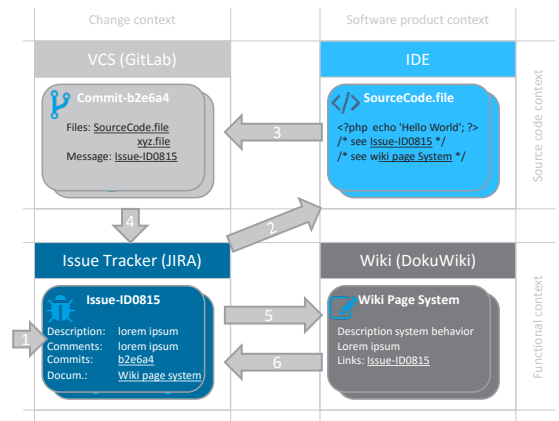 Change context
Software product context
VCS (GitLab)
IDE
Commit-b2e6a4
Files: SourceCode.file
xyz.file
Message: Issue-ID0815
3
</> SourceCode.file
<?php echo 'Hello World'; ?>
/* see Issue-ID0815 */
/* see wiki page System */
Source code context
4
2
Issue Tracker (JIRA)
Wiki (DokuWiki)
1
Issue-ID0815
Description: lorem ipsum
Comments: lorem ipsum
Commits: b2e6a4
Docum.: Wiki page system
5
6
Wiki Page System
Description system behavior
Lorem ipsum
Links: Issue-ID0815
Functional context